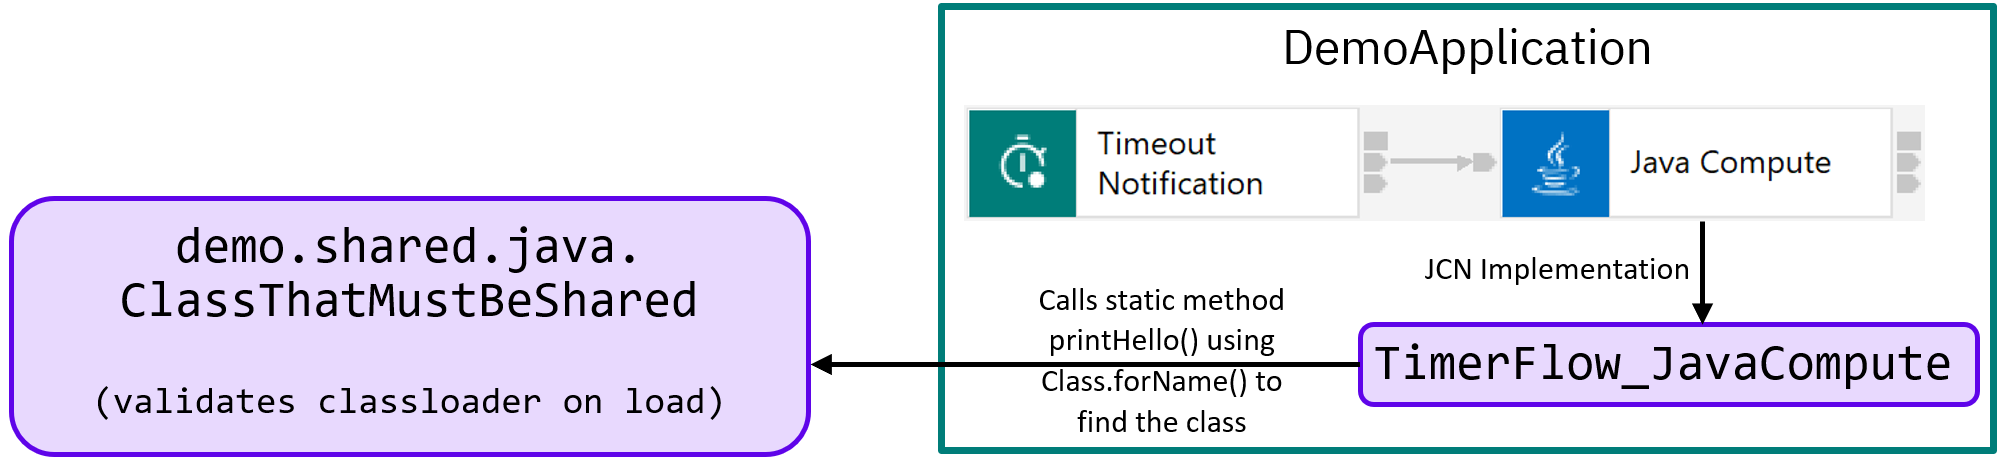 DemoApplication
Timeout
Notification
Java Compute
JCN Implementation
TimerFlow_JavaCompute
Calls static method
printHello() using
Class.forName() to
find the class
demo.shared.java.
ClassThatMustBeShared
(validates classloader on load)